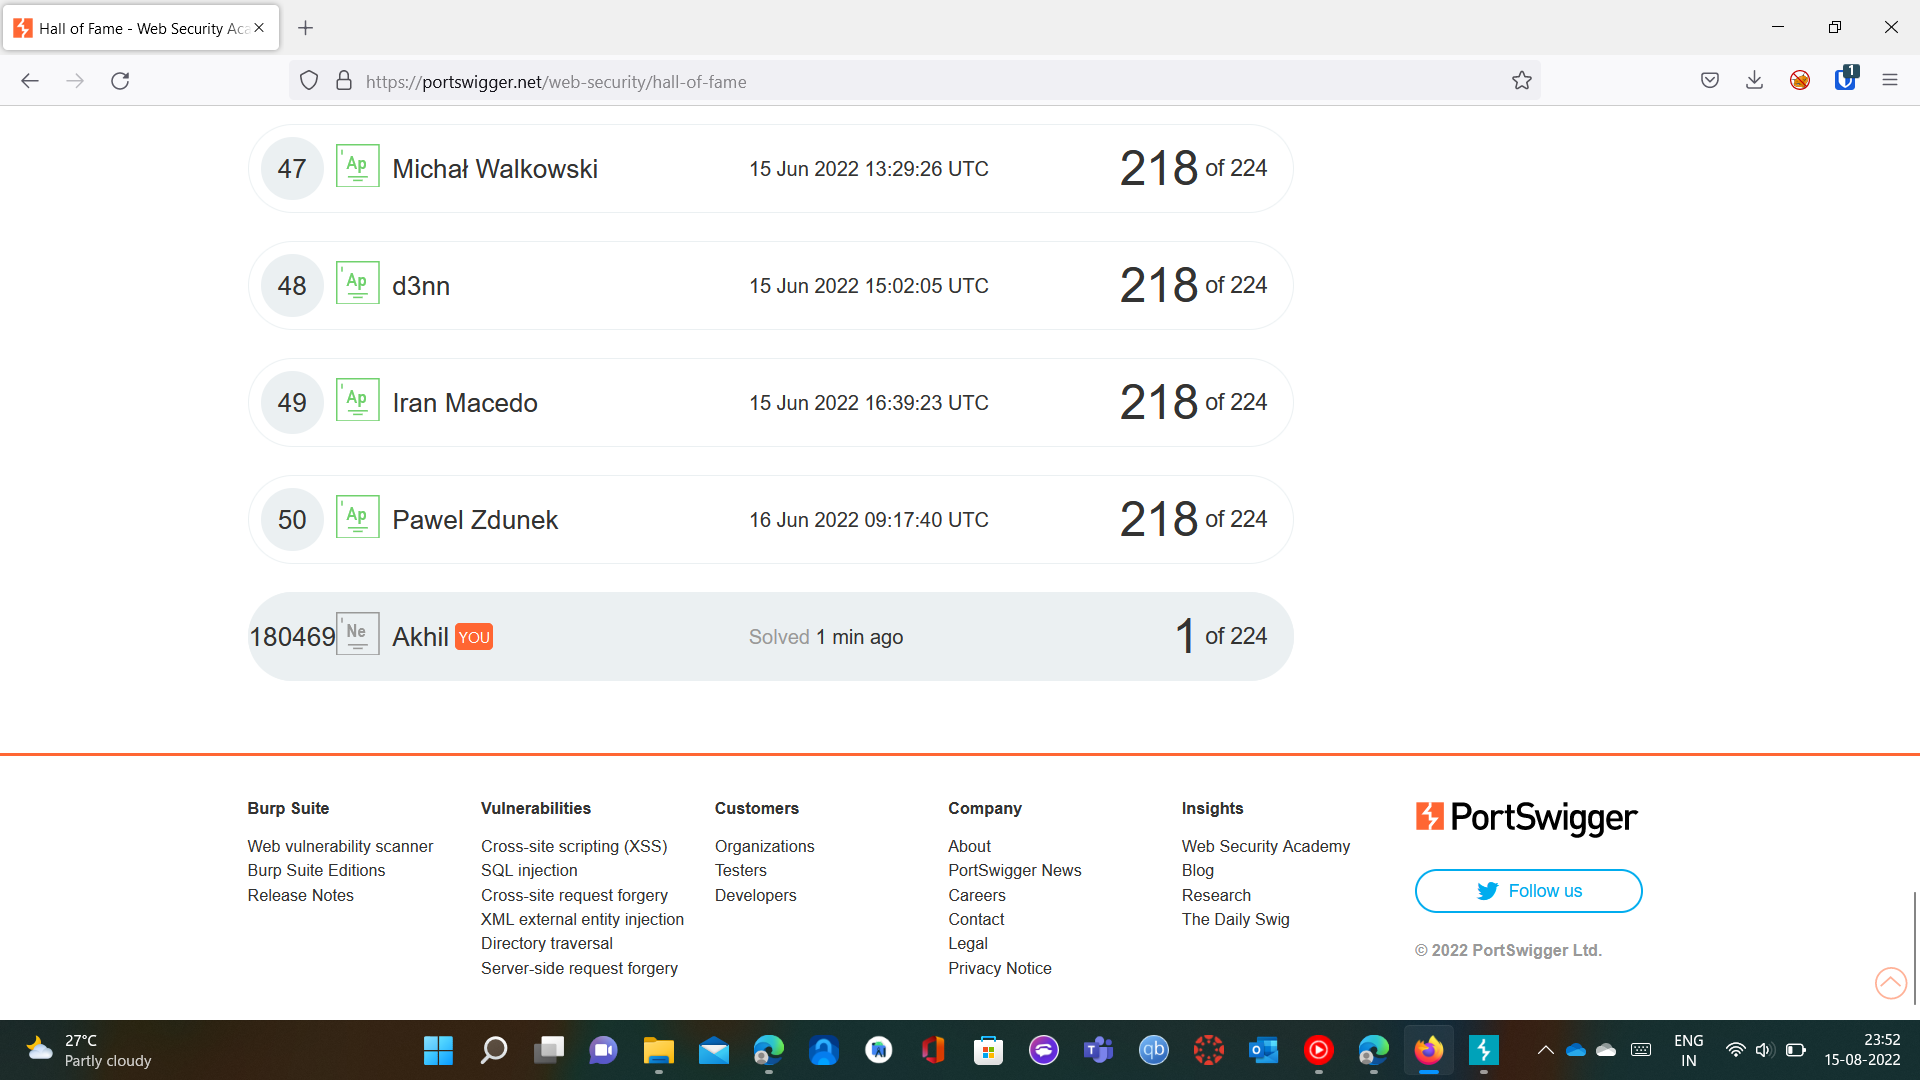 Hall of Fame - Web Security Aca
https://portswigger.net/web-security/hall-of-fame
1
47 Ap Michał Walkowski 15 Jun 2022 13:29:26 UTC 218 of 224
48 Ap d3nn 15 Jun 2022 15:02:05 UTC 218 of 224
49 Ap Iran Macedo 15 Jun 2022 16:39:23 UTC 218 of 224
50 Ap Pawel Zdunek 16 Jun 2022 09:17:40 UTC 218 of 224
180469 Ne Akhil YOU Solved 1 min ago 1 of 224
Burp Suite
Web vulnerability scanner
Burp Suite Editions
Release Notes
Vulnerabilities
Cross-site scripting (XSS)
SQL injection
Cross-site request forgery
XML external entity injection
Directory traversal
Server-side request forgery
Customers
Organizations
Testers
Developers
Company
About
PortSwigger News
Careers
Contact
Legal
Privacy Notice
Insights
Web Security Academy
Blog
Research
The Daily Swig
PortSwigger
Follow us
© 2022 PortSwigger Ltd.
27°C
Partly cloudy
AI
T
qb
ENG
IN
23:52
15-08-2022